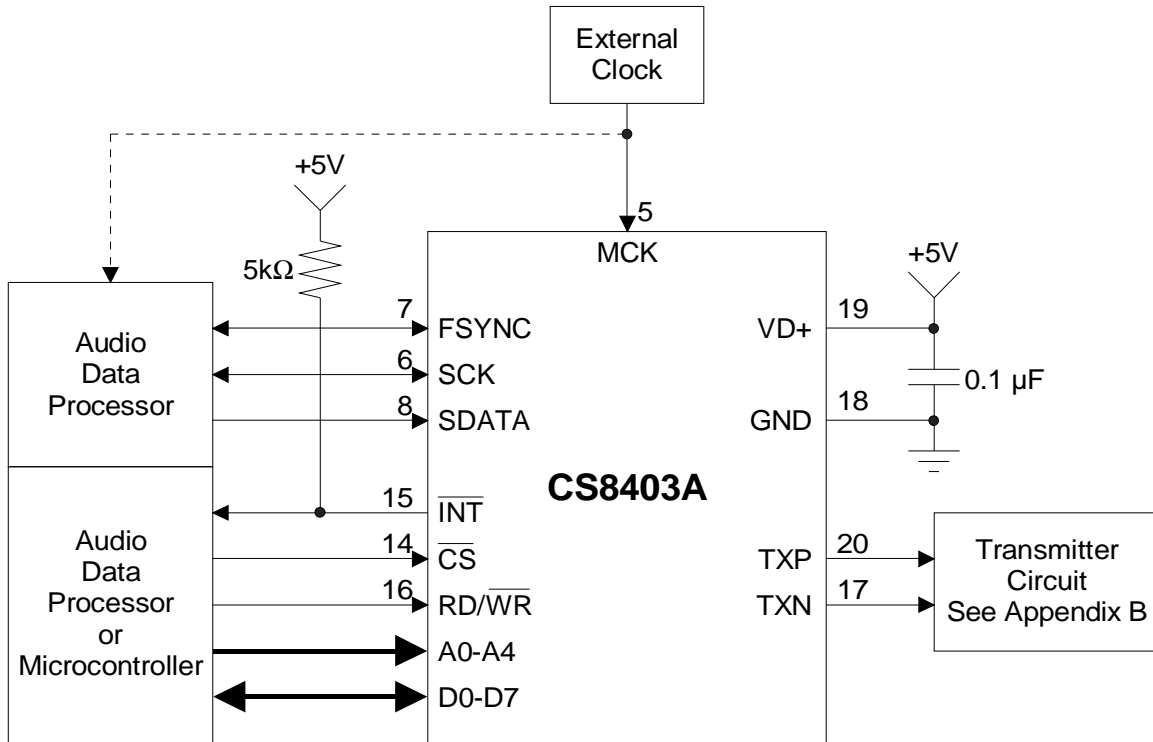 External
Clock
+5V
5
MCK
5kΩ
+5V
Audio
Data
Processor
7
FSYNC
6
SCK
8
SDATA
19
VD+
0.1 µF
18
GND
CS8403A
Audio
Data
Processor
or
Microcontroller
15
INT
14
CS
16
RD/WR
A0-A4
D0-D7
20
TXP
17
TXN
Transmitter
Circuit
See Appendix B